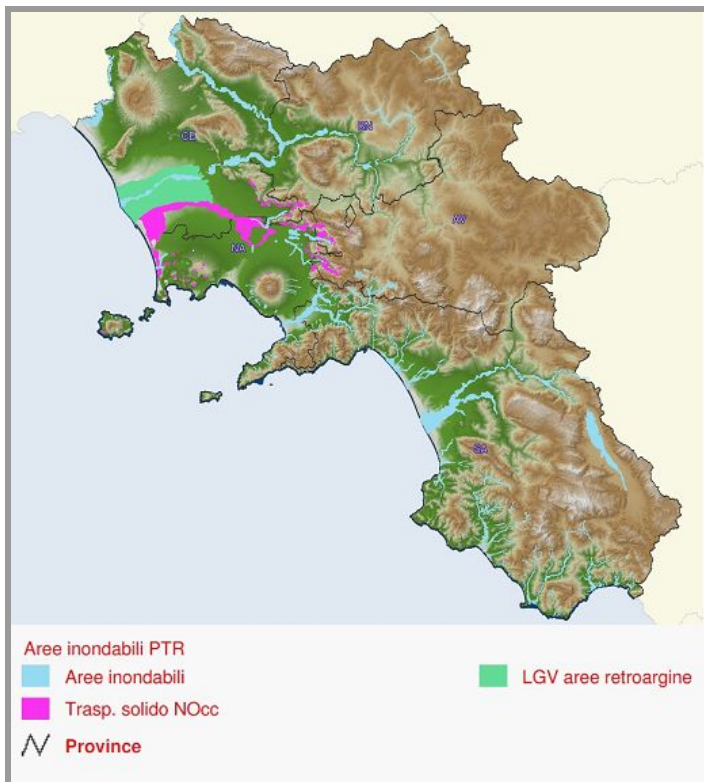 BN
CE
AV
NA
SA
Aree inondabili PTR
Aree inondabili
LGV aree retroargine
Trasp. solido NOcc
Province